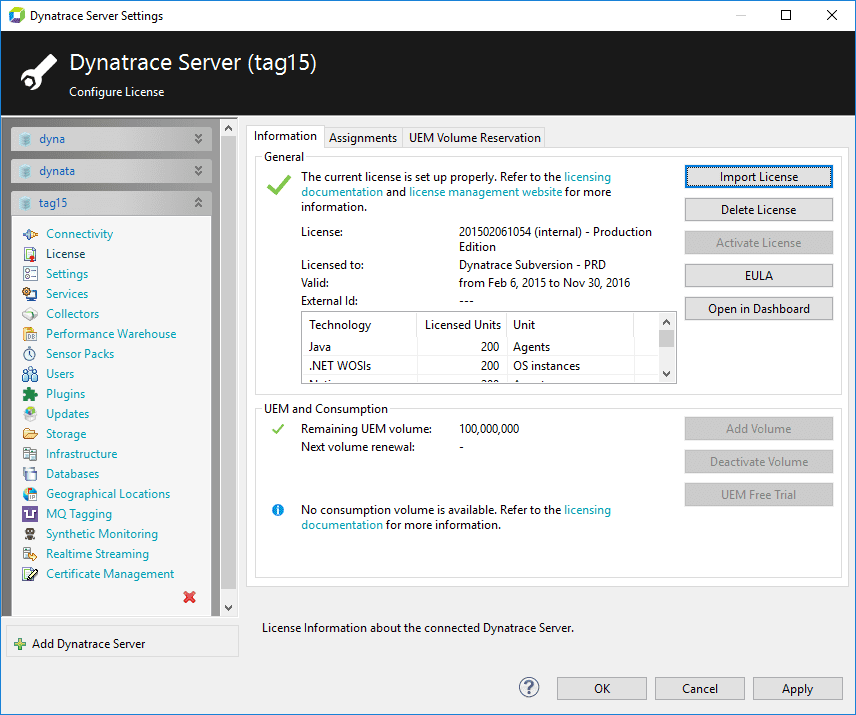 Dynatrace Server Settings
Dynatrace Server (tag15)
Configure License
dyna
dynata
tag15
Connectivity
License
Settings
Services
Collectors
Performance Warehouse
Sensor Packs
Users
Plugins
Updates
Storage
Infrastructure
Databases
Geographical Locations
MQ Tagging
Synthetic Monitoring
Realtime Streaming
Certificate Management
Add Dynatrace Server
Information Assignments UEM Volume Reservation
General
The current license is set up properly. Refer to the licensing
documentation and license management website for more
information.
License: 201502061054 (internal) - Production
Edition
Licensed to: Dynatrace Subversion - PRD
Valid: from Feb 6, 2015 to Nov 30, 2016
External Id: ---
Technology Licensed Units Unit
Java 200 Agents
.NET WOSIs 200 OS instances
Import License
Delete License
Activate License
EULA
Open in Dashboard
UEM and Consumption
Remaining UEM volume: 100,000,000
Next volume renewal: -
No consumption volume is available. Refer to the licensing
documentation for more information.
Add Volume
Deactivate Volume
UEM Free Trial
License Information about the connected Dynatrace Server.
? OK Cancel Apply